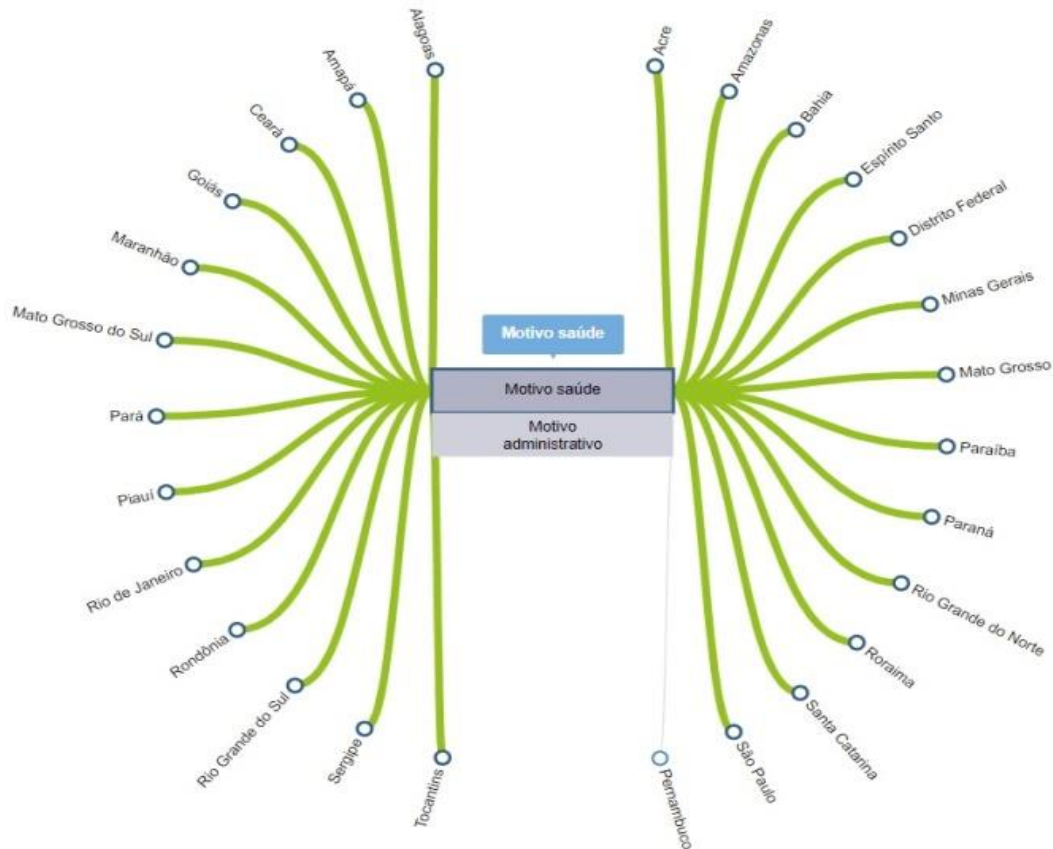 Alagoas
Amapá
Ceará
Goiás
Maranhão
Mato Grosso do Sul
Pará
Piauí
Rio de Janeiro
Rondônia
Rio Grande do Sul
Sergipe
Tocantins
Motivo saúde
Motivo saúde
Motivo
administrativo
Acre
Amazonas
Bahia
Espírito Santo
Distrito Federal
Minas Gerais
Mato Grosso
Paraíba
Paraná
Rio Grande do Norte
Roraima
Santa Catarina
São Paulo
Pernambuco